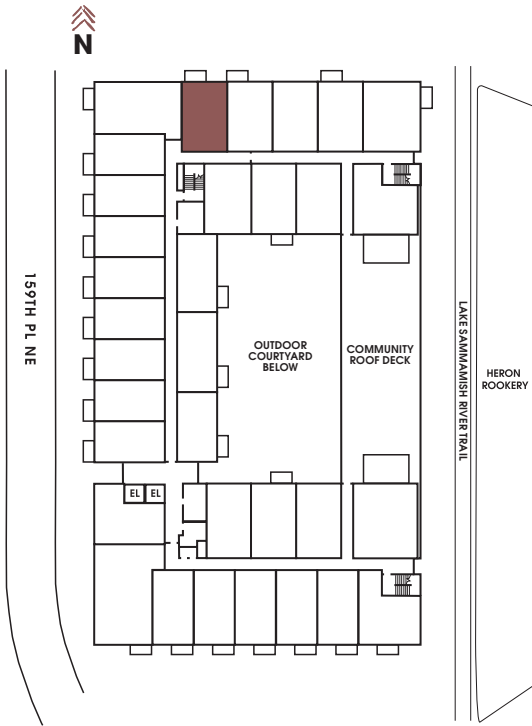 N
159TH PL NE
OUTDOOR
COURTYARD
BELOW
COMMUNITY
ROOF DECK
LAKE SAMMAMISH RIVER TRAIL
HERON
ROOKERY
EL EL